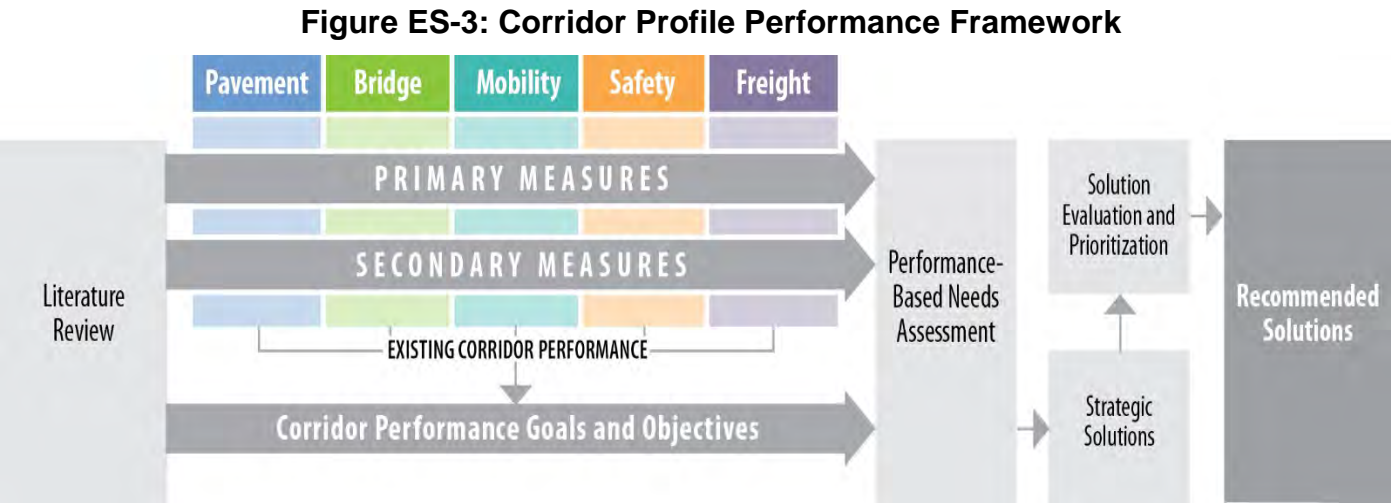 Figure ES-3: Corridor Profile Performance Framework
Pavement
Bridge
Mobility
Safety
Freight
PRIMARY MEASURES
SECONDARY MEASURES
EXISTING CORRIDOR PERFORMANCE
Corridor Performance Goals and Objectives
Literature
Review
Performance-
Based Needs
Assessment
Solution
Evaluation and
Prioritization
Strategic
Solutions
Recommended
Solutions